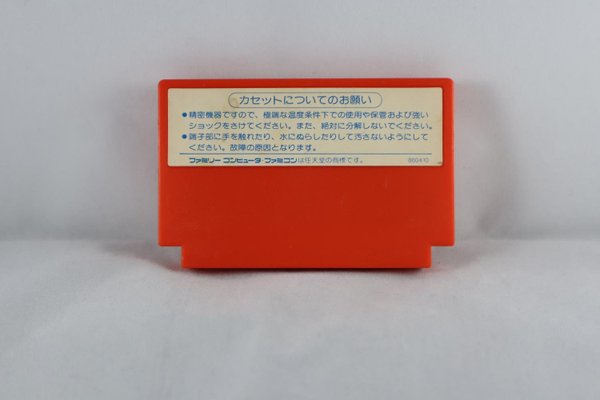 カセットについてのお願い
●精密機器ですので、極端な温度条件下での使用や保管および強い
ショックをさけてください。また、絶対に分解しないでください。
●端子部に手を触れたり、水にぬらしたりして汚さないようにして
ください。故障の原因となります。
ファミリー コンピュータ・ファミコンは任天堂の商標です。 860410